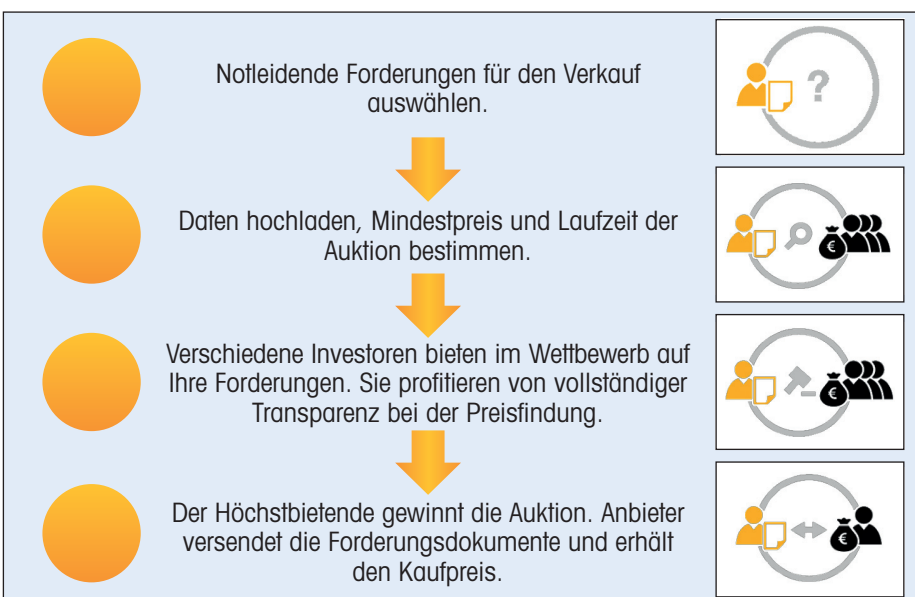 Notleidende Forderungen für den Verkauf
auswählen.
?
Daten hochladen, Mindestpreis und Laufzeit der
Auktion bestimmen.
€
Verschiedene Investoren bieten im Wettbewerb auf
Ihre Forderungen. Sie profitieren von vollständiger
Transparenz bei der Preisfindung.
€
Der Höchstbietende gewinnt die Auktion. Anbieter
versendet die Forderungsdokumente und erhält
den Kaufpreis.
€